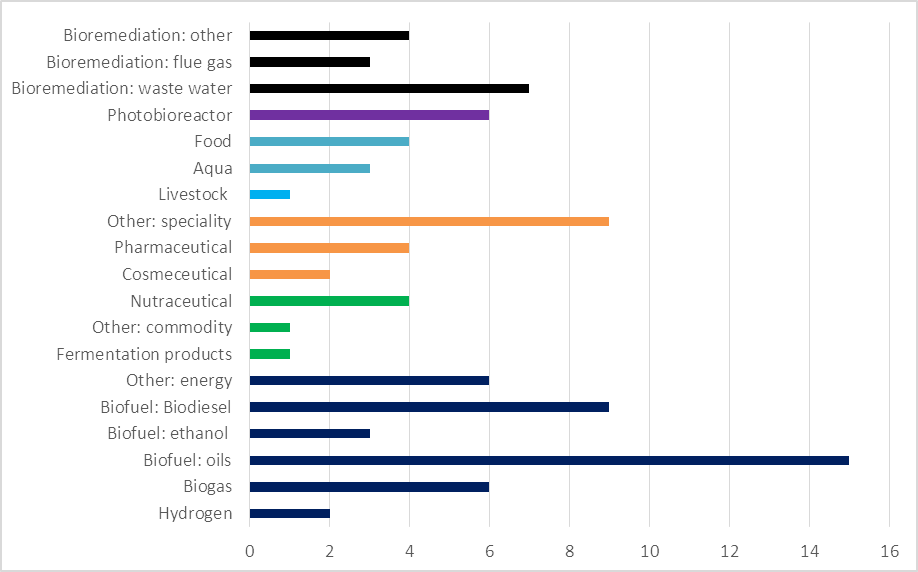 Bioremediation: other
Bioremediation: flue gas
Bioremediation: waste water
Photobioreactor
Food
Aqua
Livestock
Other: speciality
Pharmaceutical
Cosmeceutical
Nutraceutical
Other: commodity
Fermentation products
Other: energy
Biofuel: Biodiesel
Biofuel: ethanol
Biofuel: oils
Biogas
Hydrogen
0 2 4 6 8 10 12 14 16